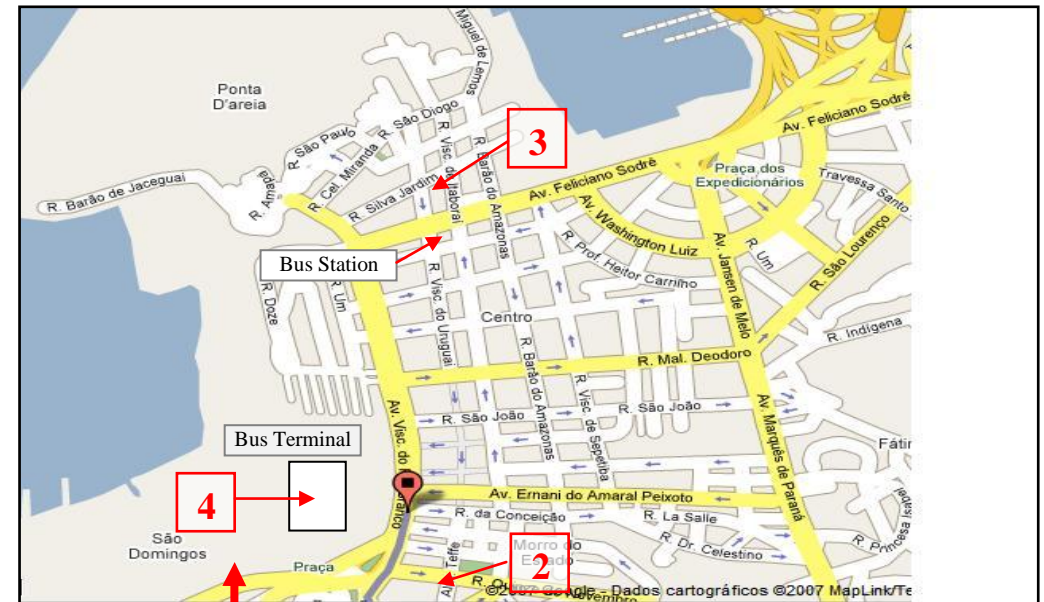 Miguel de Lemos
Ponta
D'areia
R. São Diogo
R. São Paulo
R. Cel. Miranda
R. Visc. de Itaboraí
R. Barão do Amazonas
3
Av. Feliciano Sodré
Av. Feliciano Sodré
Praça dos
Expedicionários
Travessa Santo
R. Barão de Jaceguai
R. Silva Jardim
Av. Washington Luiz
R. Um
R. São Lourenço
Bus Station
R. Prof. Heitor Carrilho
Av. Jansen de Melo
R. Doze
R. Um
R. Visc. do Uruguai
Centro
R. Indígena
R. Barão do Amazonas
R. Mal. Deodoro
R. Visc. de Sepetiba
R. São João
R. São João
Av. Marquês de Paraná
Av. Visc. do
Bus Terminal
Fátir
4
Av. Ernani do Amaral Peixoto
R. da Conceição
R. La Salle
R. Dr. Celestino
R. Princesa Isabel
São
Domingos
Praça
Morro do
Estado
2
©2007 Google - Dados cartográficos ©2007 MapLink/Te